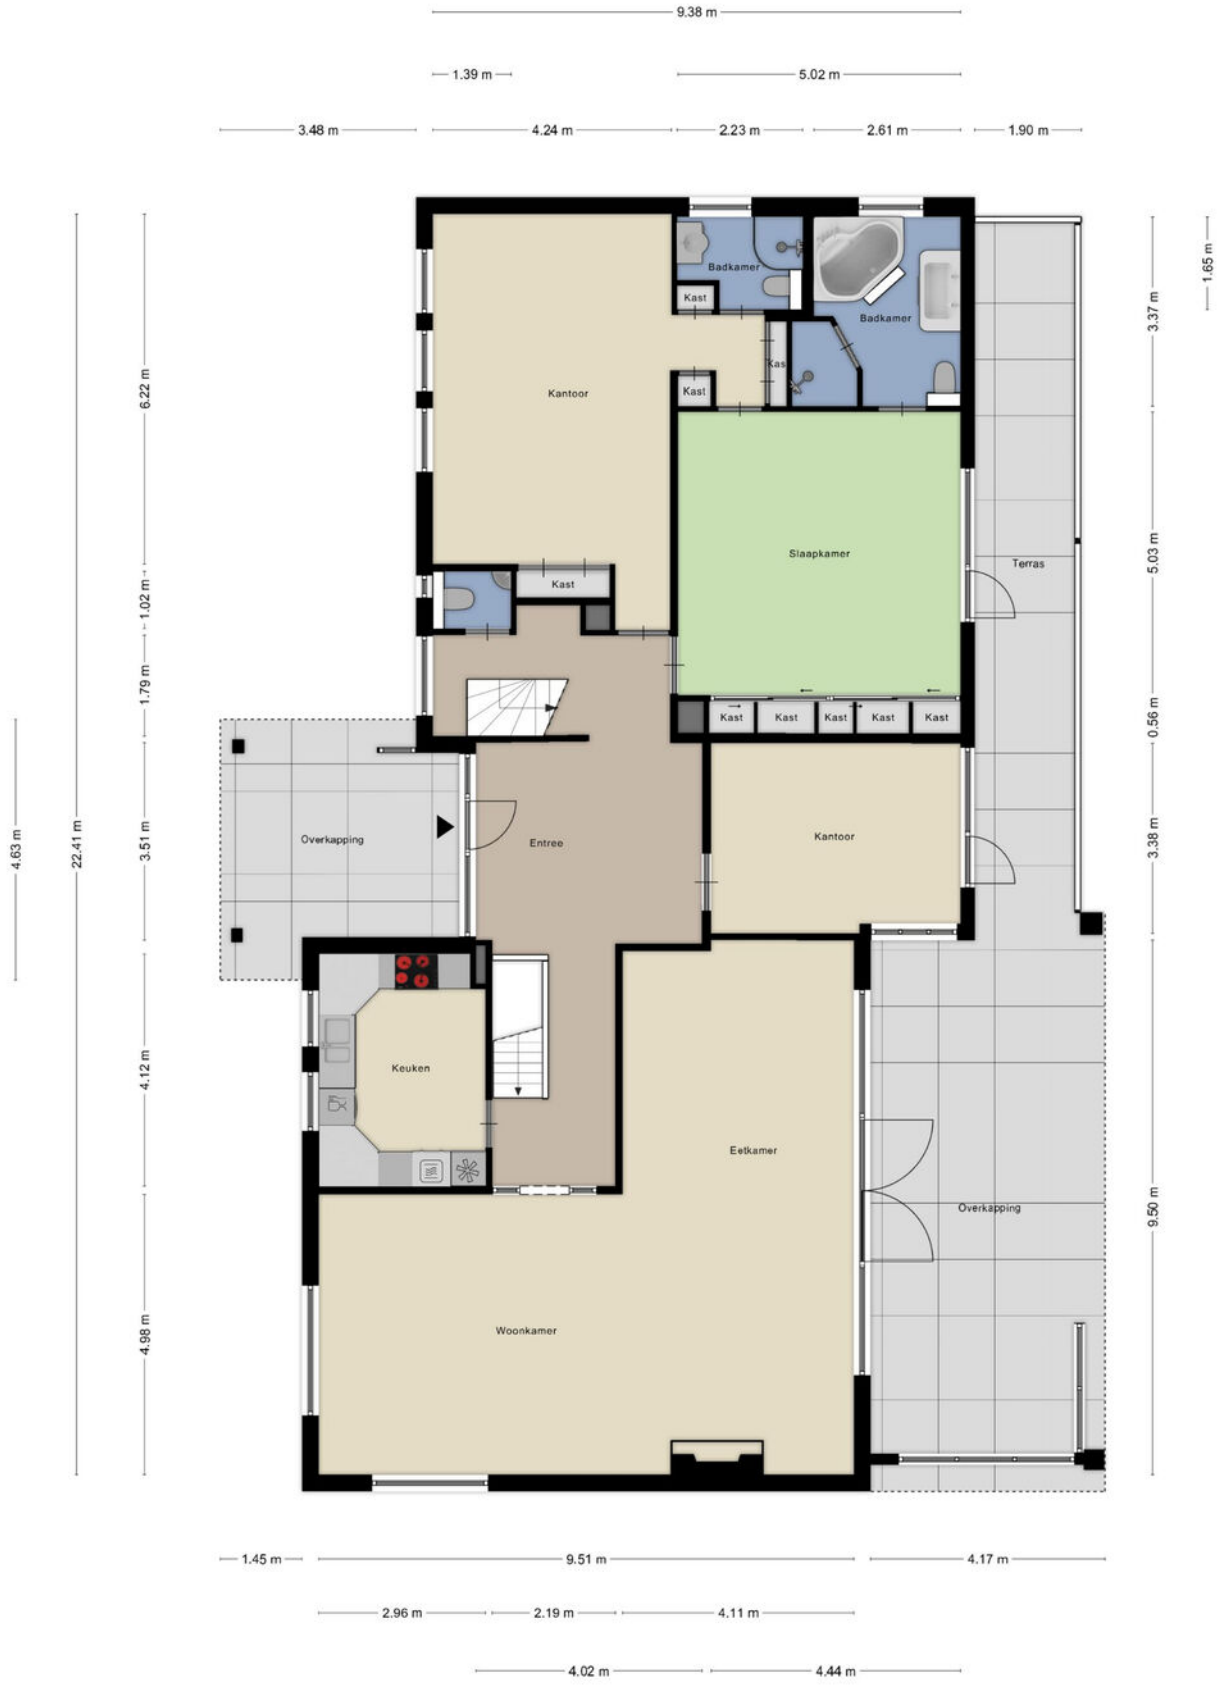 9.38 m
1.39 m
5.02 m
3.48 m
4.24 m
2.23 m
2.61 m
1.90 m
1.65 m
3.37 m
6.22 m
Badkamer
Kast
Badkamer
Kas
Kast
Kantoor
Slaapkamer
5.03 m
Terras
Kast
1.02 m
1.79 m
0.56 m
Kast
Kast
Kast
Kast
Kast
4.63 m
22.41 m
3.51 m
Overkapping
Entree
Kantoor
3.38 m
4.12 m
Keuken
Eetkamer
Overkapping
9.50 m
4.98 m
Woonkamer
1.45 m
9.51 m
4.17 m
2.96 m
2.19 m
4.11 m
4.02 m
4.44 m